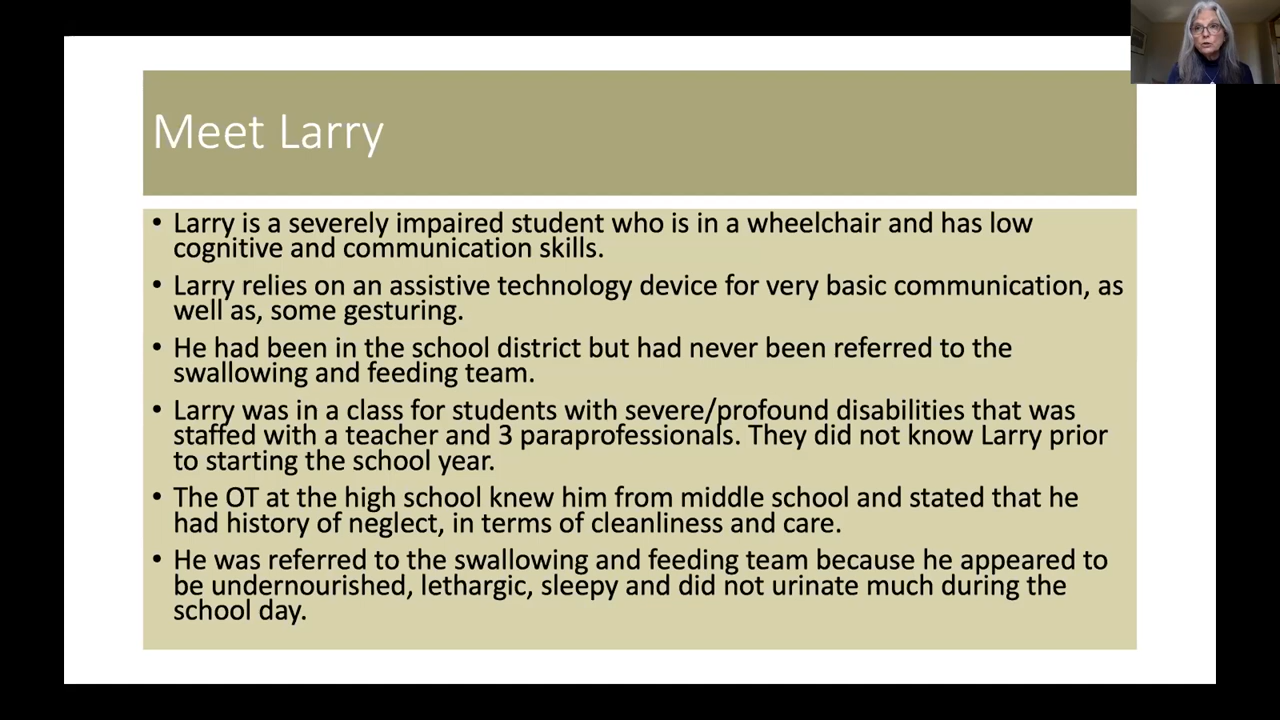 Meet Larry
• Larry is a severely impaired student who is in a wheelchair and has low
cognitive and communication skills.
• Larry relies on an assistive technology device for very basic communication, as
well as, some gesturing.
• He had been in the school district but had never been referred to the
swallowing and feeding team.
• Larry was in a class for students with severe/profound disabilities that was
staffed with a teacher and 3 paraprofessionals. They did not know Larry prior
to starting the school year.
• The OT at the high school knew him from middle school and stated that he
had history of neglect, in terms of cleanliness and care.
• He was referred to the swallowing and feeding team because he appeared to
be undernourished, lethargic, sleepy and did not urinate much during the
school day.